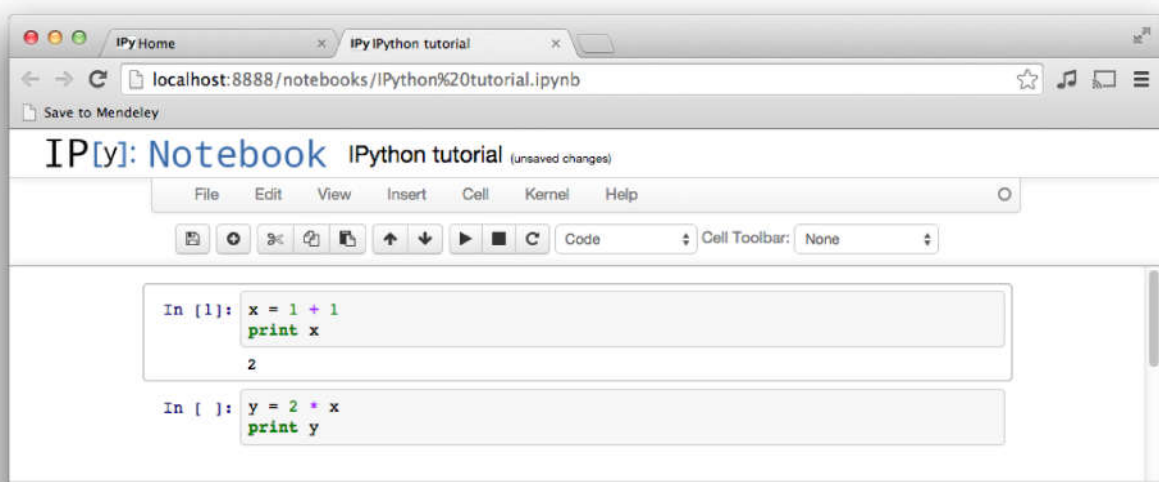 IPy Home × IPy IPython tutorial ×
localhost:8888/notebooks/IPython%20tutorial.ipynb
Save to Mendeley
IP[y]: Notebook IPython tutorial (unsaved changes)
File Edit View Insert Cell Kernel Help
Code Cell Toolbar: None
In [1]: x = 1 + 1
print x
2
In [ ]: y = 2 * x
print y